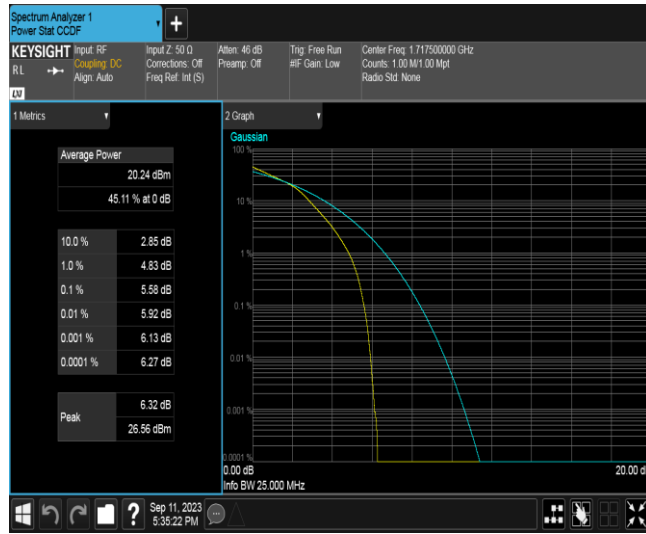 Spectrum Analyzer 1
Power Stat CCDF
KEYSIGHT
Input: RF
Coupling: DC
Align: Auto
Input Z: 50 Ω
Corrections: Off
Freq Ref: Int (S)
Atten: 46 dB
Preamp: Off
Trig: Free Run
#IF Gain: Low
Center Freq: 1.717500000 GHz
Counts: 1.00 M/1.00 Mpt
Radio Std: None
RL
LXI
1 Metrics
Average Power
20.24 dBm
45.11 % at 0 dB
10.0 % 2.85 dB
1.0 % 4.83 dB
0.1 % 5.58 dB
0.01 % 5.92 dB
0.001 % 6.13 dB
0.0001 % 6.27 dB
Peak
6.32 dB
26.56 dBm
2 Graph
Gaussian
100 %
10 %
1 %
0.1 %
0.01 %
0.001 %
0.0001 %
0.00 dB
20.00 d
Info BW 25.000 MHz
?
Sep 11, 2023
5:35:22 PM